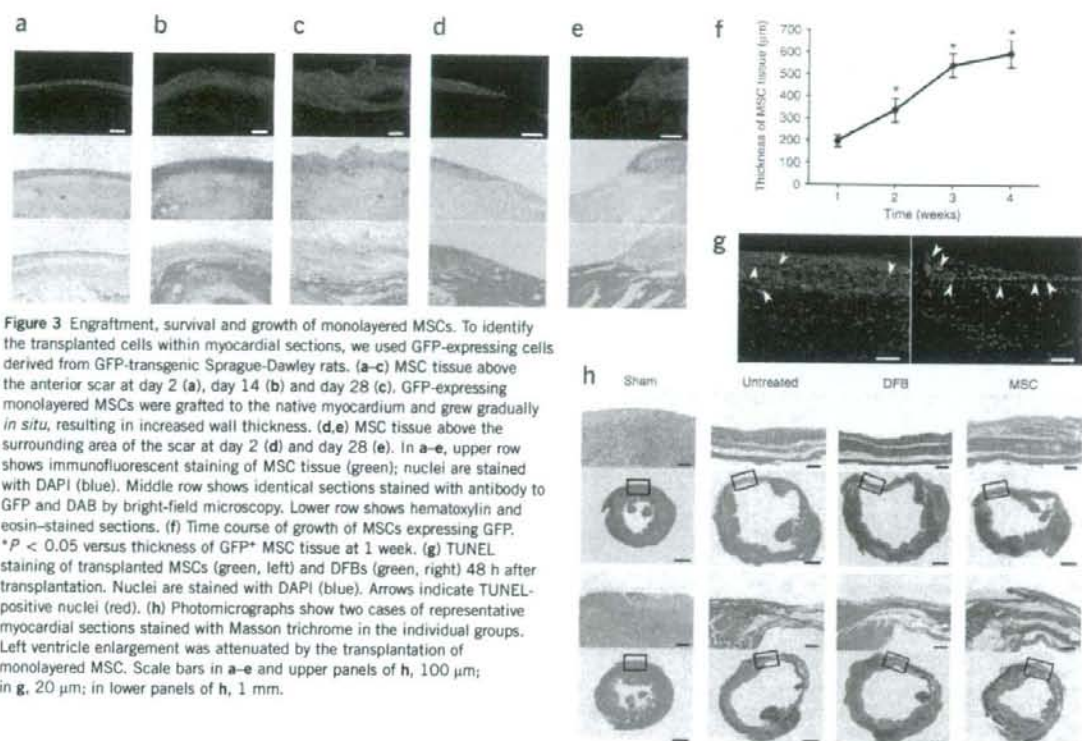 a
b
c
d
e
f
Thickness of MSC tissue (μm)
700
600
500
400
300
200
100
0
*
*
*
1
2
3
4
Time (weeks)
g
Figure 3 Engraftment, survival and growth of monolayered MSCs. To identify
the transplanted cells within myocardial sections, we used GFP-expressing cells
derived from GFP-transgenic Sprague-Dawley rats. (a–c) MSC tissue above
the anterior scar at day 2 (a), day 14 (b) and day 28 (c). GFP-expressing
monolayered MSCs were grafted to the native myocardium and grew gradually
in situ, resulting in increased wall thickness. (d,e) MSC tissue above the
surrounding area of the scar at day 2 (d) and day 28 (e). In a–e, upper row
shows immunofluorescent staining of MSC tissue (green); nuclei are stained
with DAPI (blue). Middle row shows identical sections stained with antibody to
GFP and DAB by bright-field microscopy. Lower row shows hematoxylin and
eosin–stained sections. (f) Time course of growth of MSCs expressing GFP.
*P < 0.05 versus thickness of GFP+ MSC tissue at 1 week. (g) TUNEL
staining of transplanted MSCs (green, left) and DFBs (green, right) 48 h after
transplantation. Nuclei are stained with DAPI (blue). Arrows indicate TUNEL-
positive nuclei (red). (h) Photomicrographs show two cases of representative
myocardial sections stained with Masson trichrome in the individual groups.
Left ventricle enlargement was attenuated by the transplantation of
monolayered MSC. Scale bars in a–e and upper panels of h, 100 μm;
in g, 20 μm; in lower panels of h, 1 mm.
h
Sham
Untreated
DFB
MSC